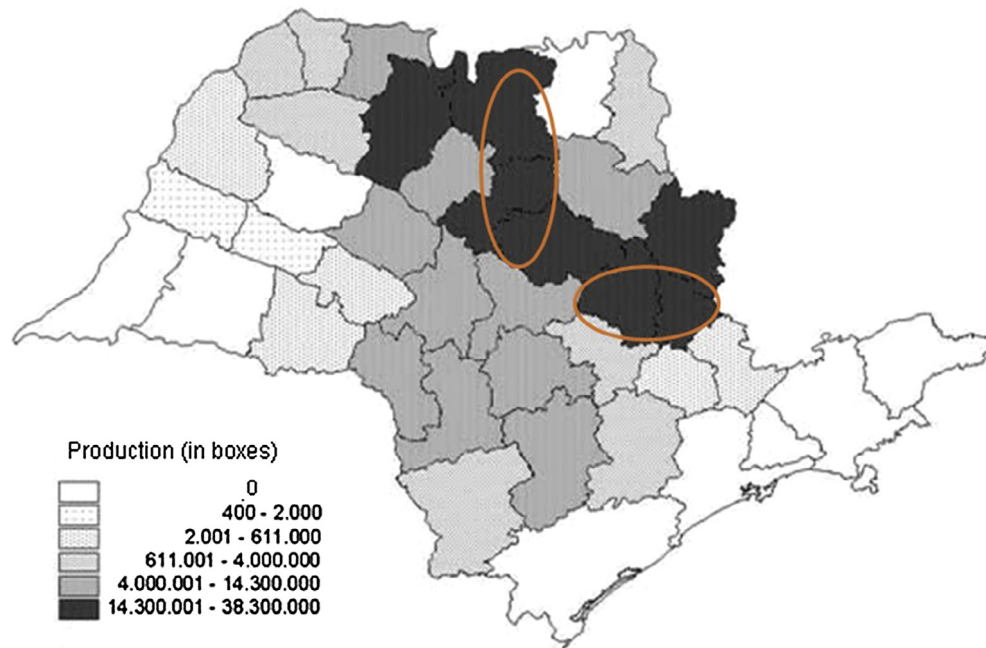 Production (in boxes)
0
400 - 2.000
2.001 - 611.000
611.001 - 4.000.000
4.000.001 - 14.300.000
14.300.001 - 38.300.000